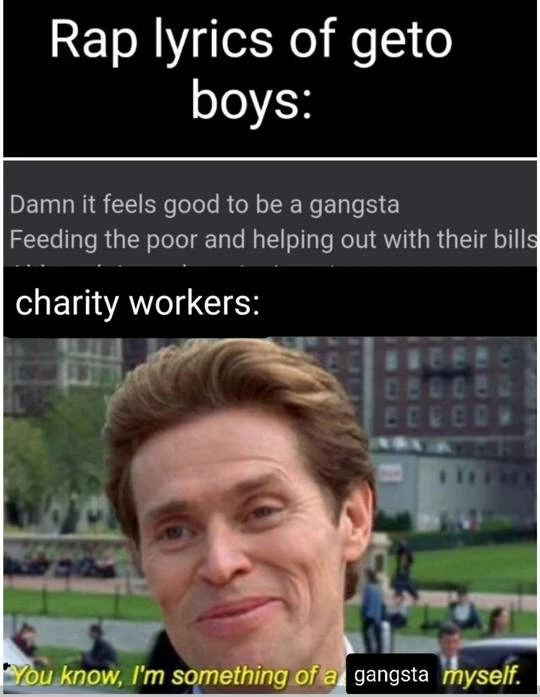 Rap lyrics of geto
boys:
Damn it feels good to be a gangsta
Feeding the poor and helping out with their bills
charity workers:
You know, I'm something of a gangsta myself.